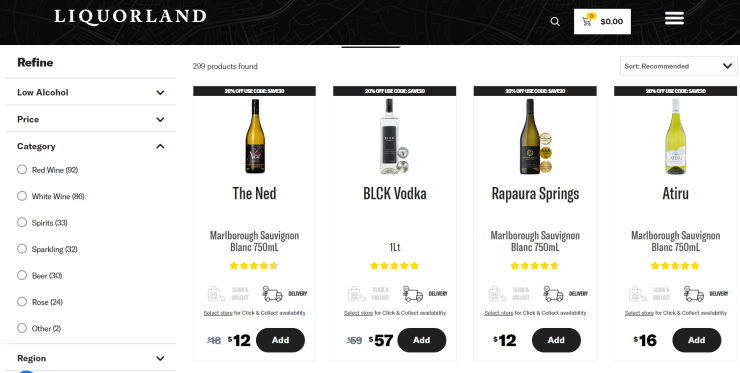 LIQUORLAND
0
$0.00
Refine
299 products found
Sort: Recommended
Low Alcohol
Price
Category
Red Wine (92)
White Wine (86)
Spirits (33)
Sparkling (32)
Beer (30)
Rose (24)
Other (2)
Region
20% OFF USE CODE: SAVE20
The Ned
Marlborough Sauvignon
Blanc 750mL
CLICK &
COLLECT
DELIVERY
Select store for Click & Collect availability
$18 $12 Add
20% OFF USE CODE: SAVE20
BLCK Vodka
1Lt
CLICK &
COLLECT
DELIVERY
Select store for Click & Collect availability
$59 $57 Add
20% OFF USE CODE: SAVE20
Rapaura Springs
Marlborough Sauvignon
Blanc 750mL
CLICK &
COLLECT
DELIVERY
Select store for Click & Collect availability
$12 Add
20% OFF USE CODE: SAVE20
Atiru
Marlborough Sauvignon
Blanc 750mL
CLICK &
COLLECT
DELIVERY
Select store for Click & Collect availability
$16 Add